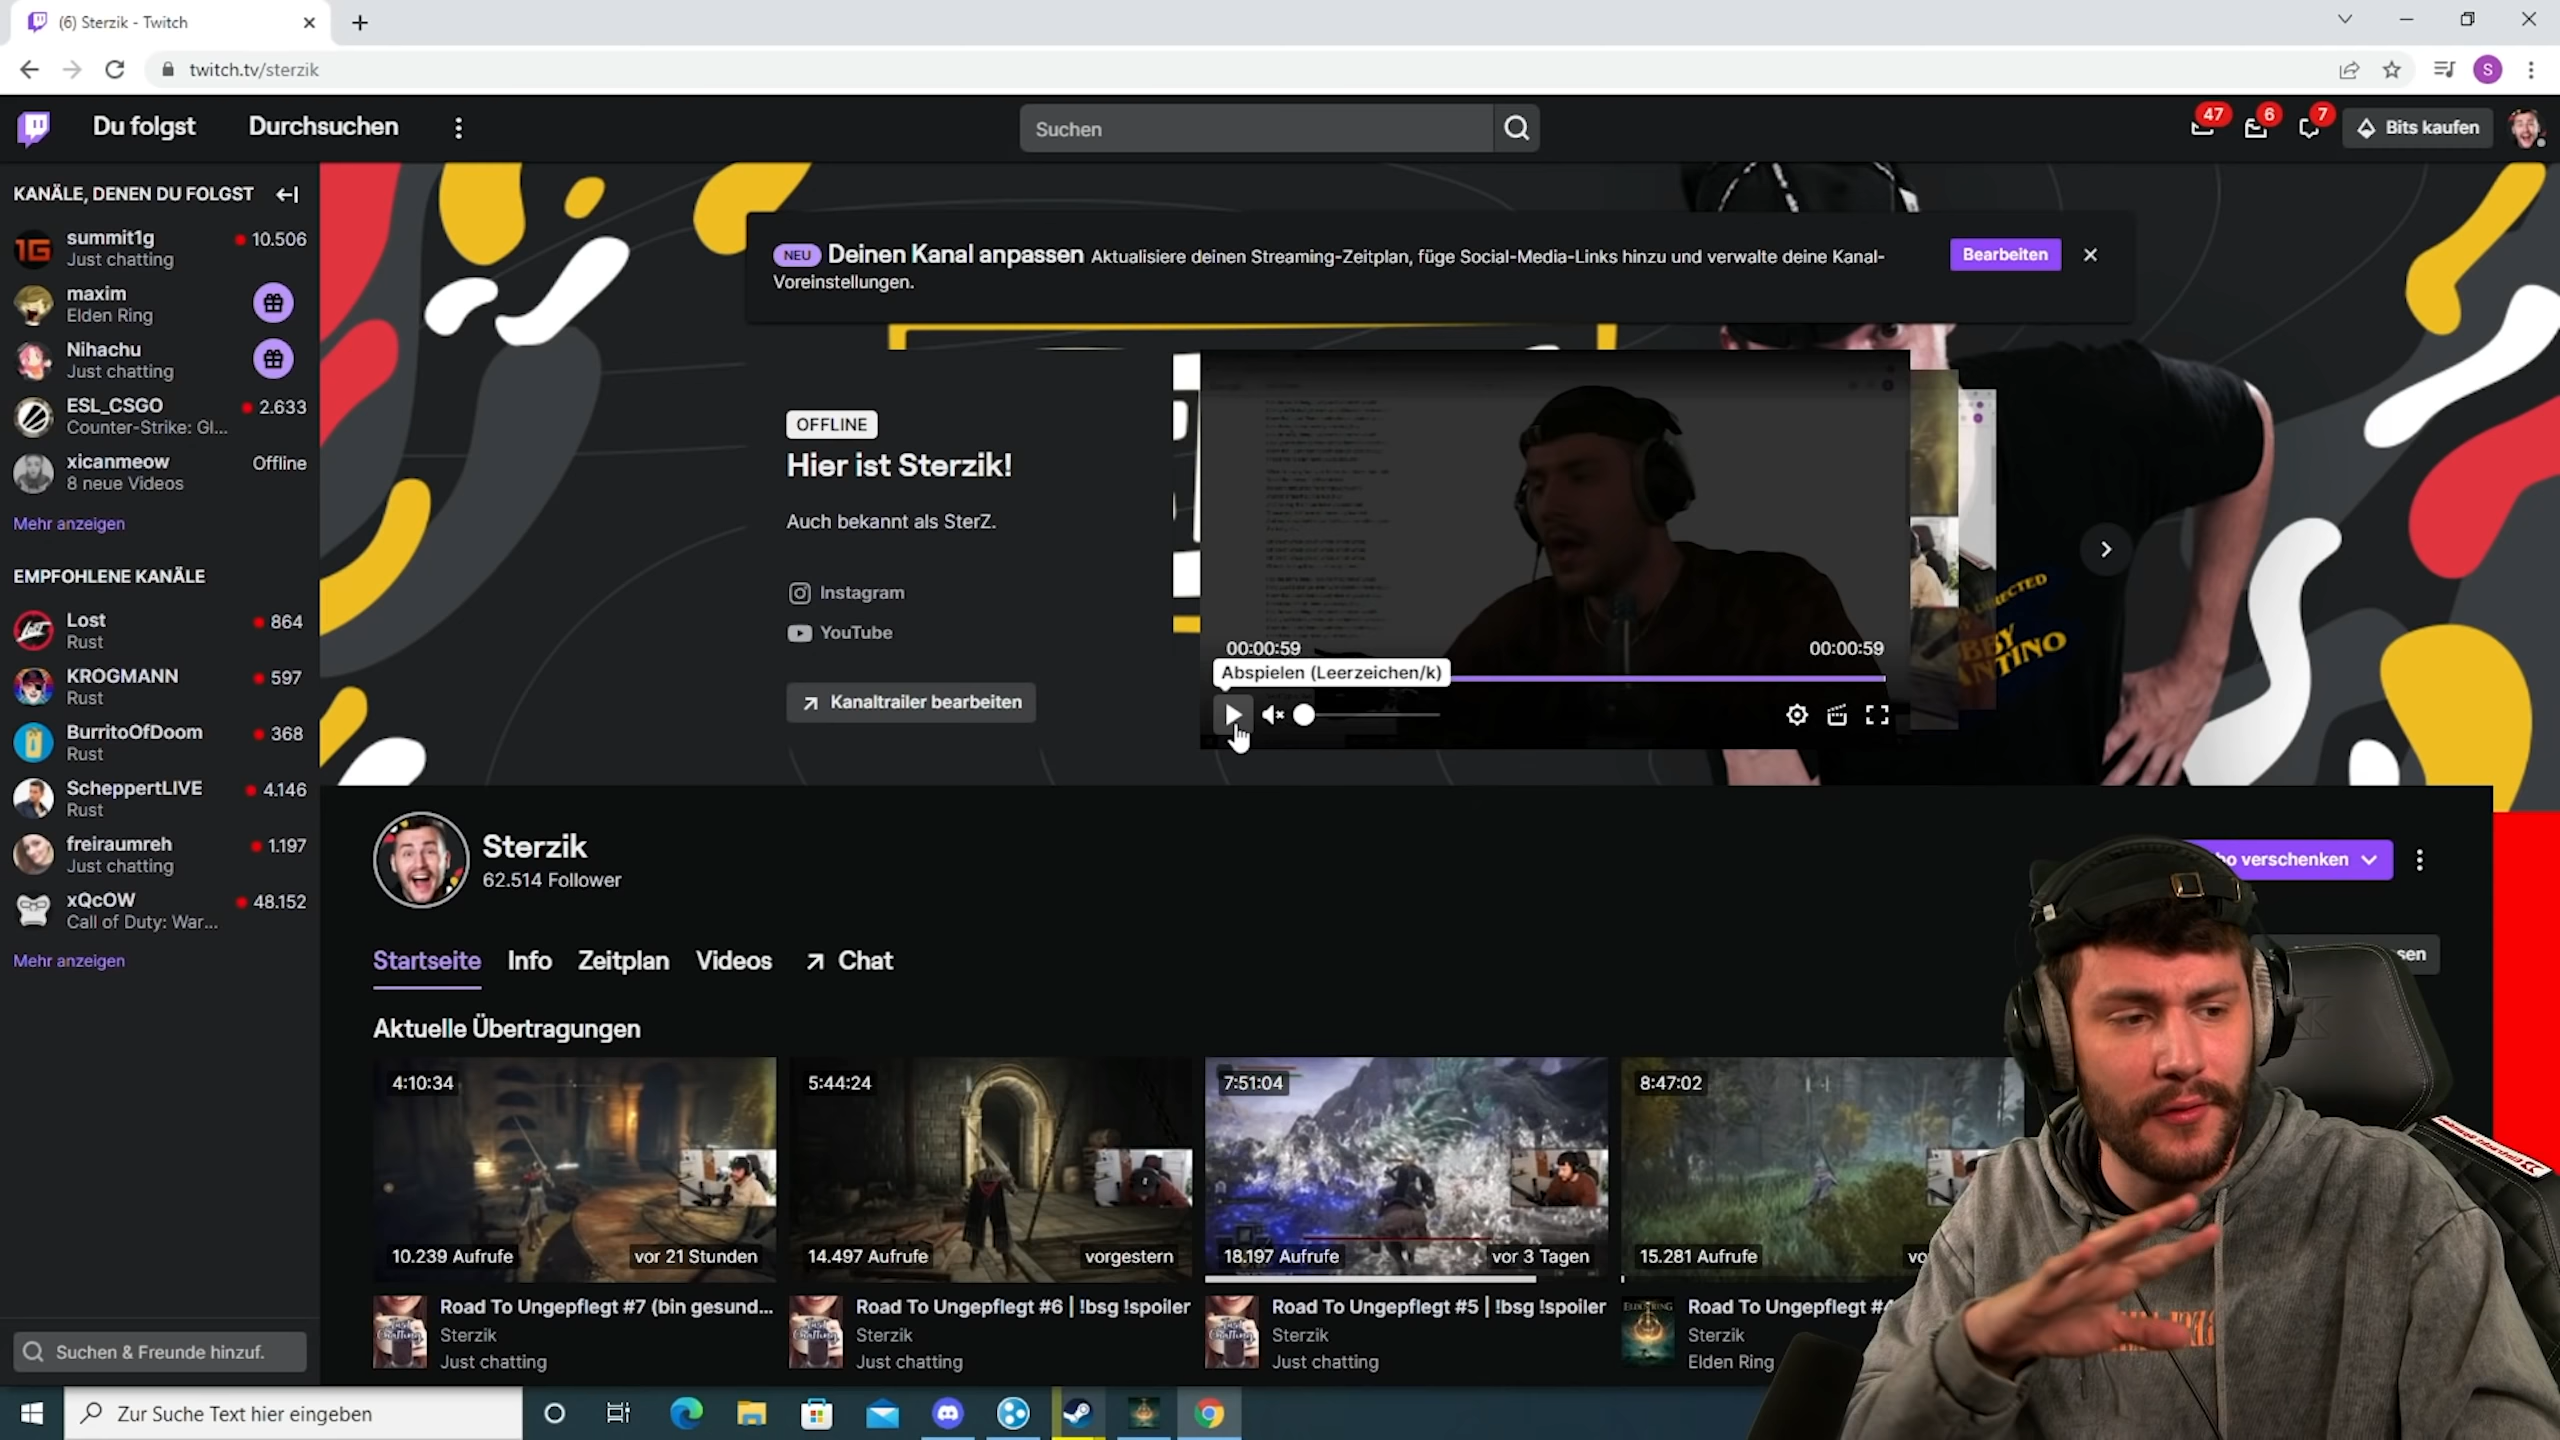 (6) Sterzik - Twitch
twitch.tv/sterzik
S
Du folgst
Durchsuchen
Suchen
47
6
7
Bits kaufen
KANÄLE, DENEN DU FOLGST
summit1g
10.506
Just chatting
maxim
Elden Ring
Nihachu
Just chatting
ESL_CSGO
2.633
Counter-Strike: Gl...
xicanmeow
Offline
8 neue Videos
Mehr anzeigen
EMPFOHLENE KANÄLE
Lost
864
Rust
KROGMANN
597
Rust
BurritoOfDoom
368
Rust
ScheppertLIVE
4.146
Rust
freiraumreh
1.197
Just chatting
xQcOW
48.152
Call of Duty: War...
Mehr anzeigen
Suchen & Freunde hinzuf.
NEU Deinen Kanal anpassen Aktualisiere deinen Streaming-Zeitplan, füge Social-Media-Links hinzu und verwalte deine Kanal-
Voreinstellungen.
Bearbeiten
OFFLINE
Hier ist Sterzik!
Auch bekannt als SterZ.
Instagram
YouTube
Kanaltrailer bearbeiten
00:00:59
00:00:59
Abspielen (Leerzeichen/k)
Sterzik
62.514 Follower
bo verschenken
sen
Startseite
Info
Zeitplan
Videos
Chat
Aktuelle Übertragungen
4:10:34
10.239 Aufrufe
vor 21 Stunden
Road To Ungepflegt #7 (bin gesund...
Sterzik
Just chatting
5:44:24
14.497 Aufrufe
vorgestern
Road To Ungepflegt #6 | !bsg !spoiler
Sterzik
Just chatting
7:51:04
18.197 Aufrufe
vor 3 Tagen
Road To Ungepflegt #5 | !bsg !spoiler
Sterzik
Just chatting
8:47:02
15.281 Aufrufe
vo
Road To Ungepflegt #4
Sterzik
Elden Ring
Zur Suche Text hier eingeben